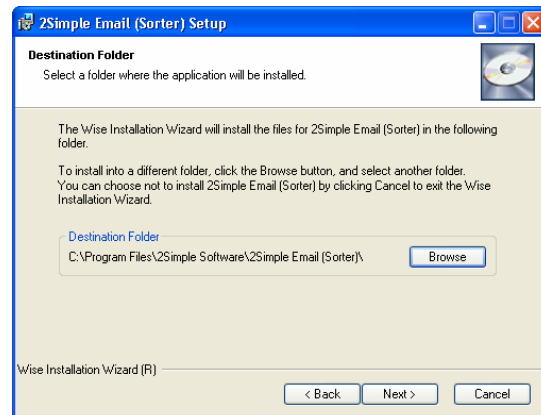 2Simple Email (Sorter) Setup
Destination Folder
Select a folder where the application will be installed.
The Wise Installation Wizard will install the files for 2Simple Email (Sorter) in the following
folder.
To install into a different folder, click the Browse button, and select another folder.
You can choose not to install 2Simple Email (Sorter) by clicking Cancel to exit the Wise
Installation Wizard.
Destination Folder
C:\Program Files\2Simple Software\2Simple Email (Sorter)\ Browse
Wise Installation Wizard (R)
< Back Next > Cancel